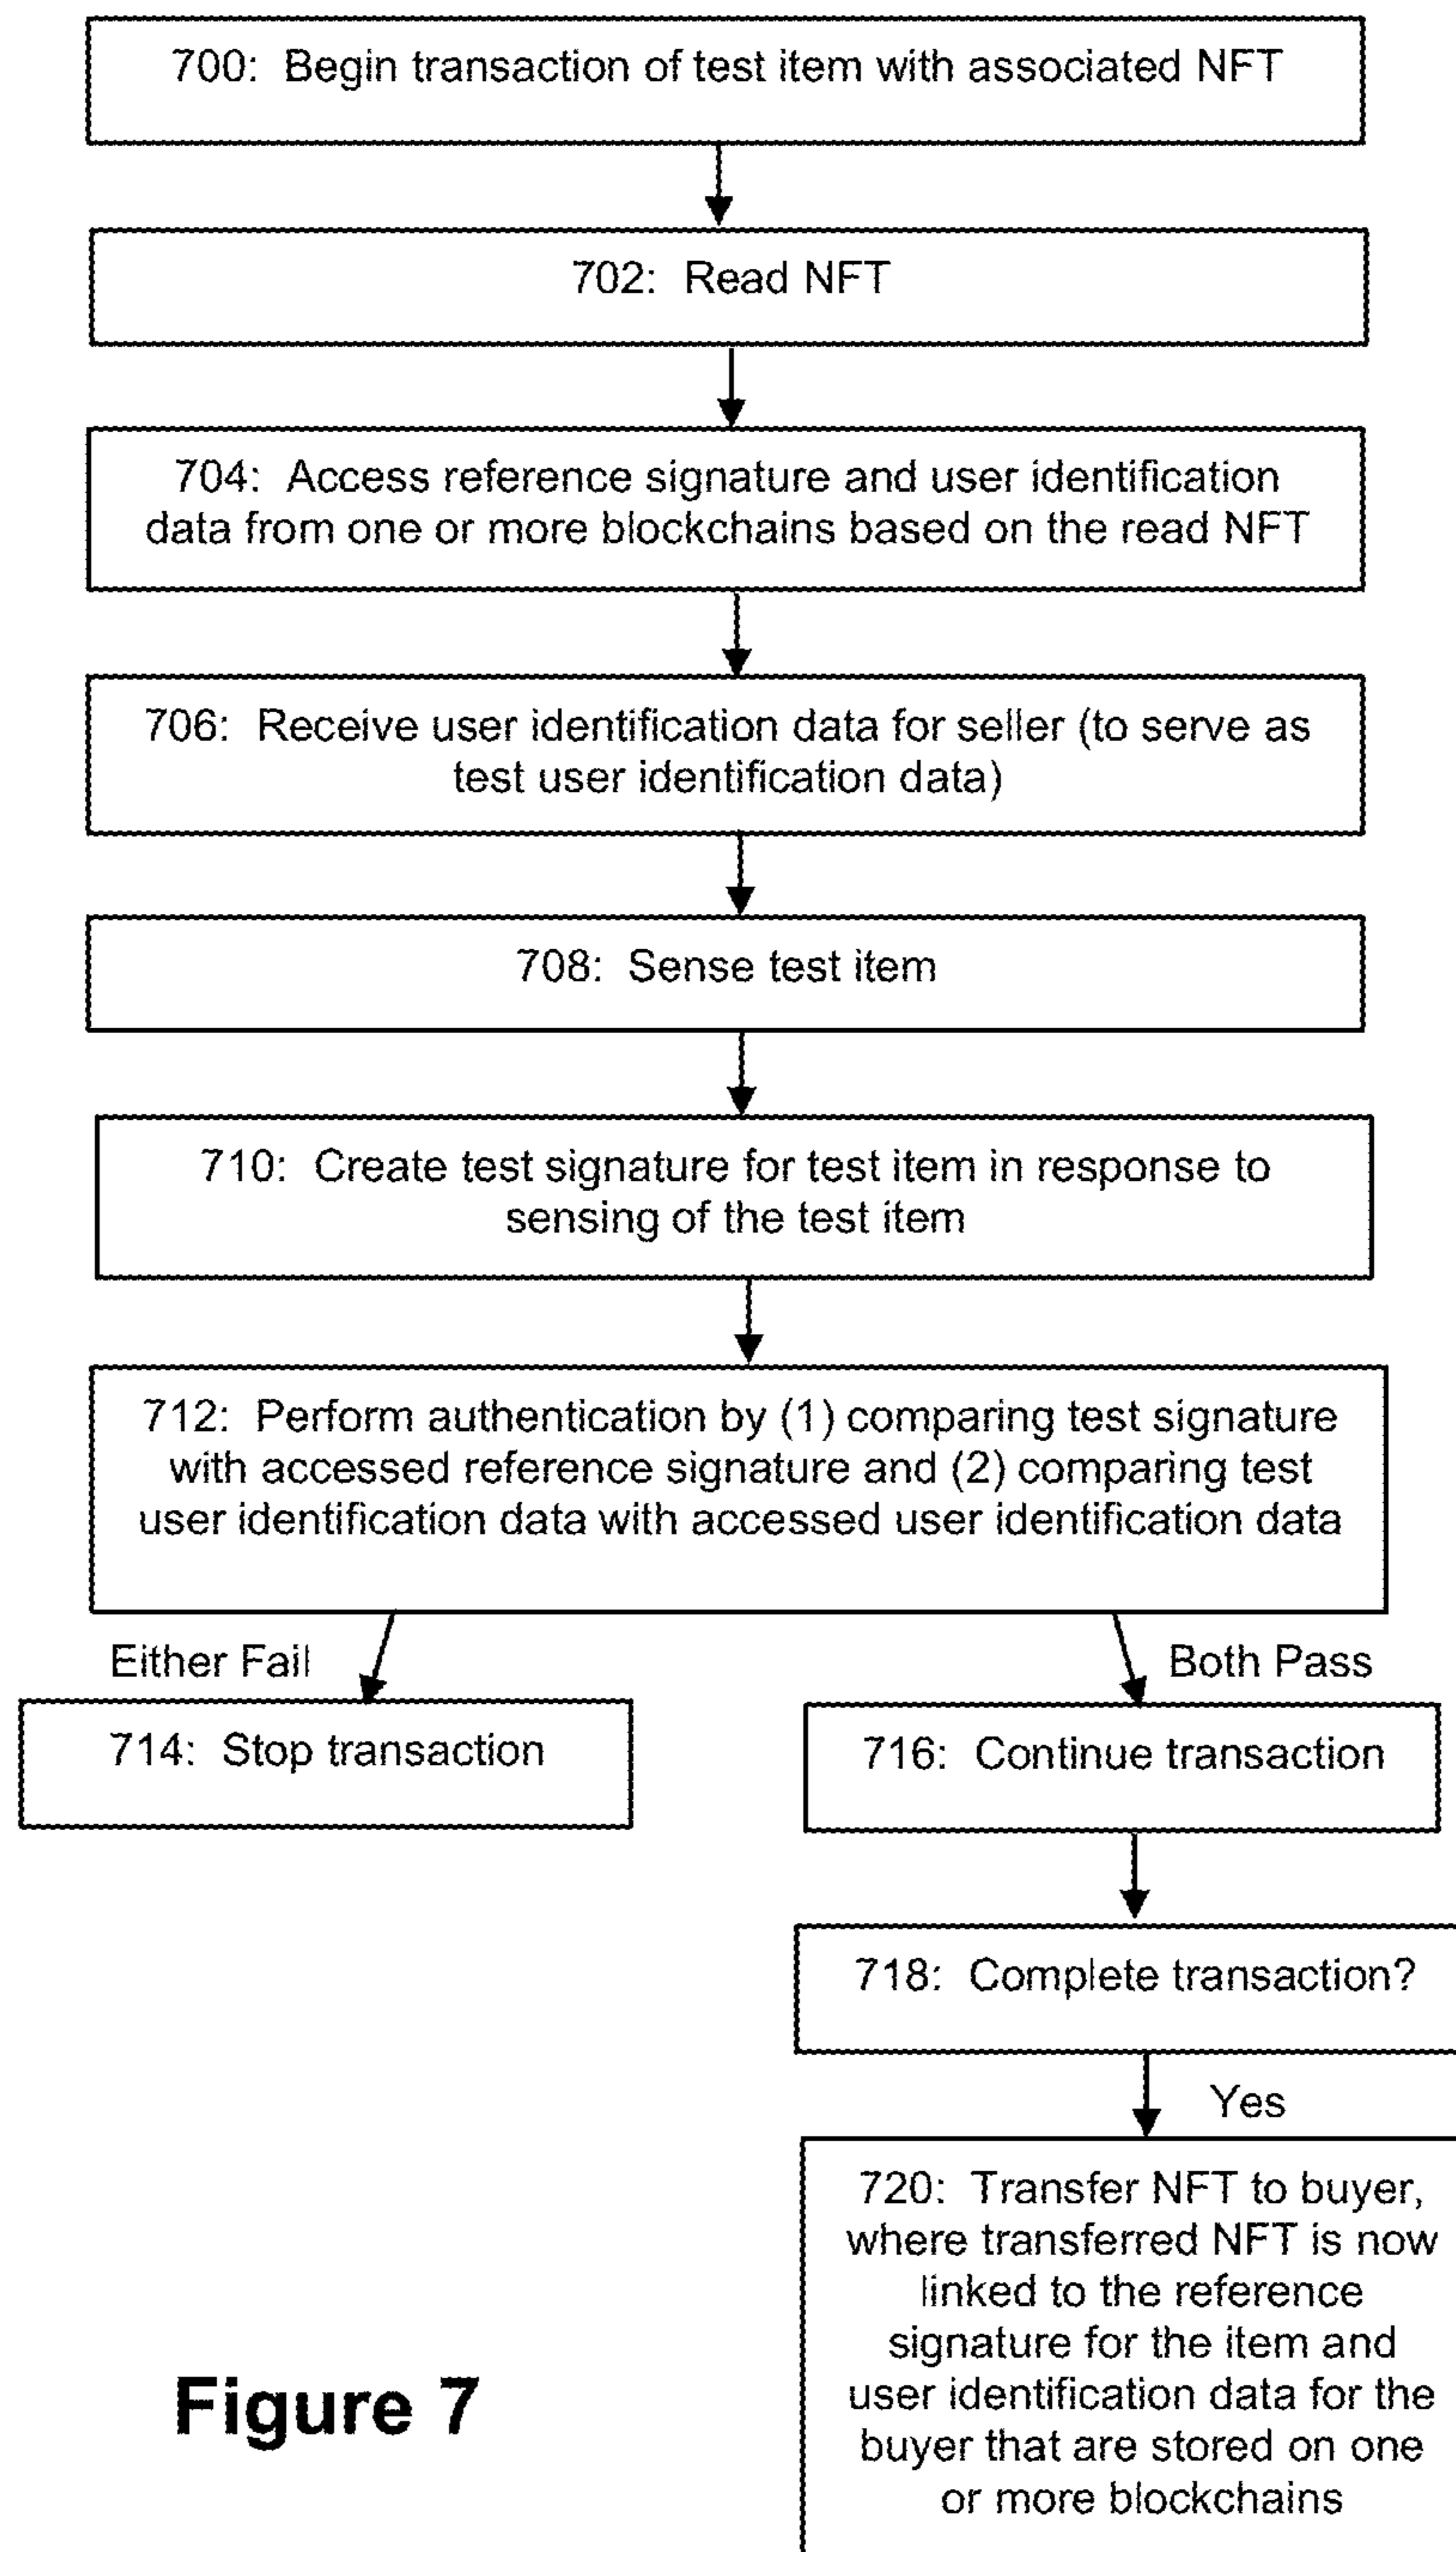 700: Begin transaction of test item with associated NFT
702: Read NFT
704: Access reference signature and user identification
data from one or more blockchains based on the read NFT
706: Receive user identification data for seller (to serve as
test user identification data)
708: Sense test item
710: Create test signature for test item in response to
sensing of the test item
712: Perform authentication by (1) comparing test signature
with accessed reference signature and (2) comparing test
user identification data with accessed user identification data
Either Fail
Both Pass
714: Stop transaction
716: Continue transaction
718: Complete transaction?
Yes
720: Transfer NFT to buyer,
where transferred NFT is now
linked to the reference
signature for the item and
user identification data for the
buyer that are stored on one
or more blockchains
Figure 7